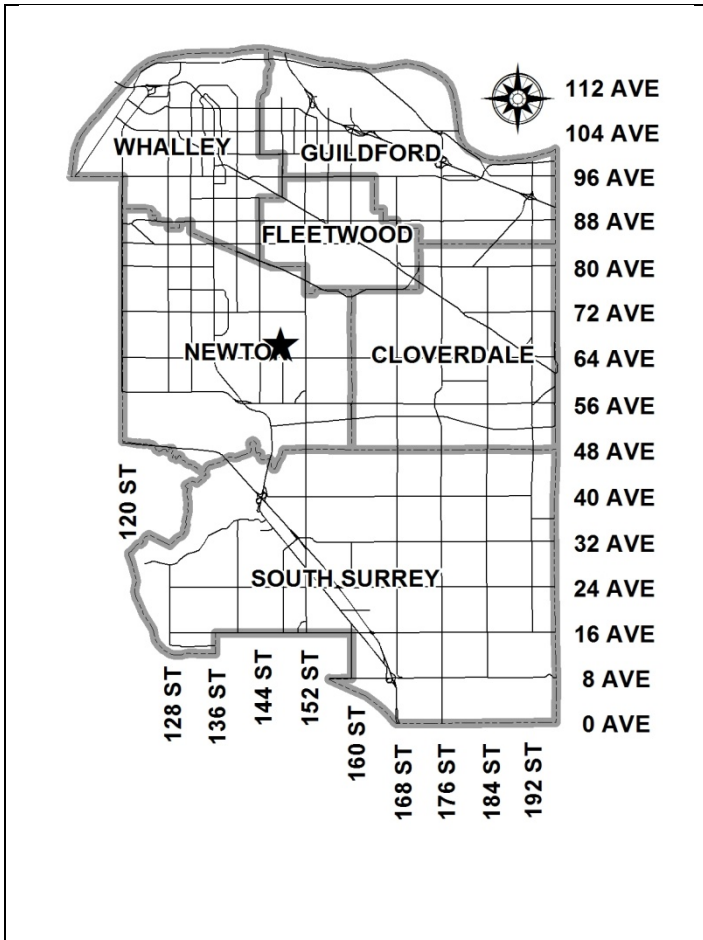 112 AVE
104 AVE
WHALLEY
GUILDFORD
96 AVE
88 AVE
FLEETWOOD
80 AVE
72 AVE
NEWTO
CLOVERDALE
64 AVE
56 AVE
48 AVE
120 ST
40 AVE
32 AVE
SOUTH SURREY
24 AVE
16 AVE
8 AVE
0 AVE
128 ST
136 ST
144 ST
152 ST
160 ST
168 ST
176 ST
184 ST
192 ST